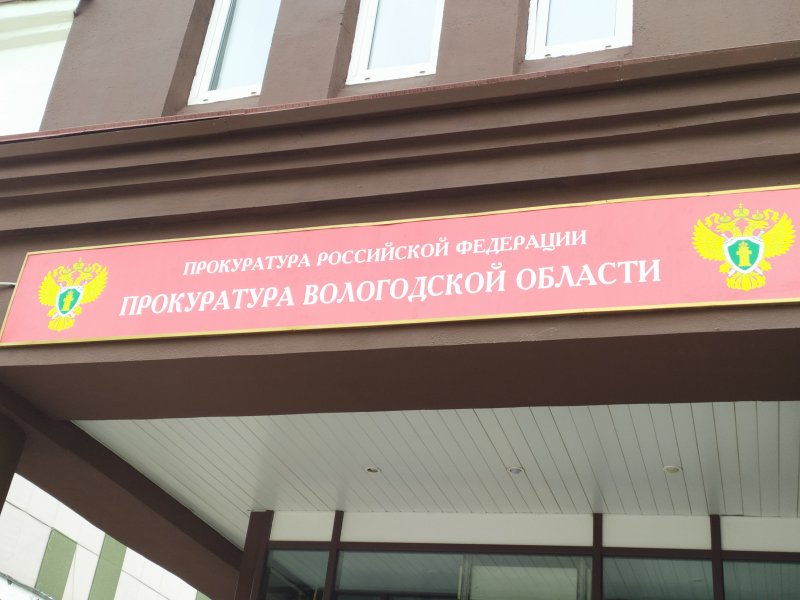 ПРОКУРАТУРА РОССИЙСКОЙ ФЕДЕРАЦИИ
ПРОКУРАТУРА ВОЛОГОДСКОЙ ОБЛАСТИ